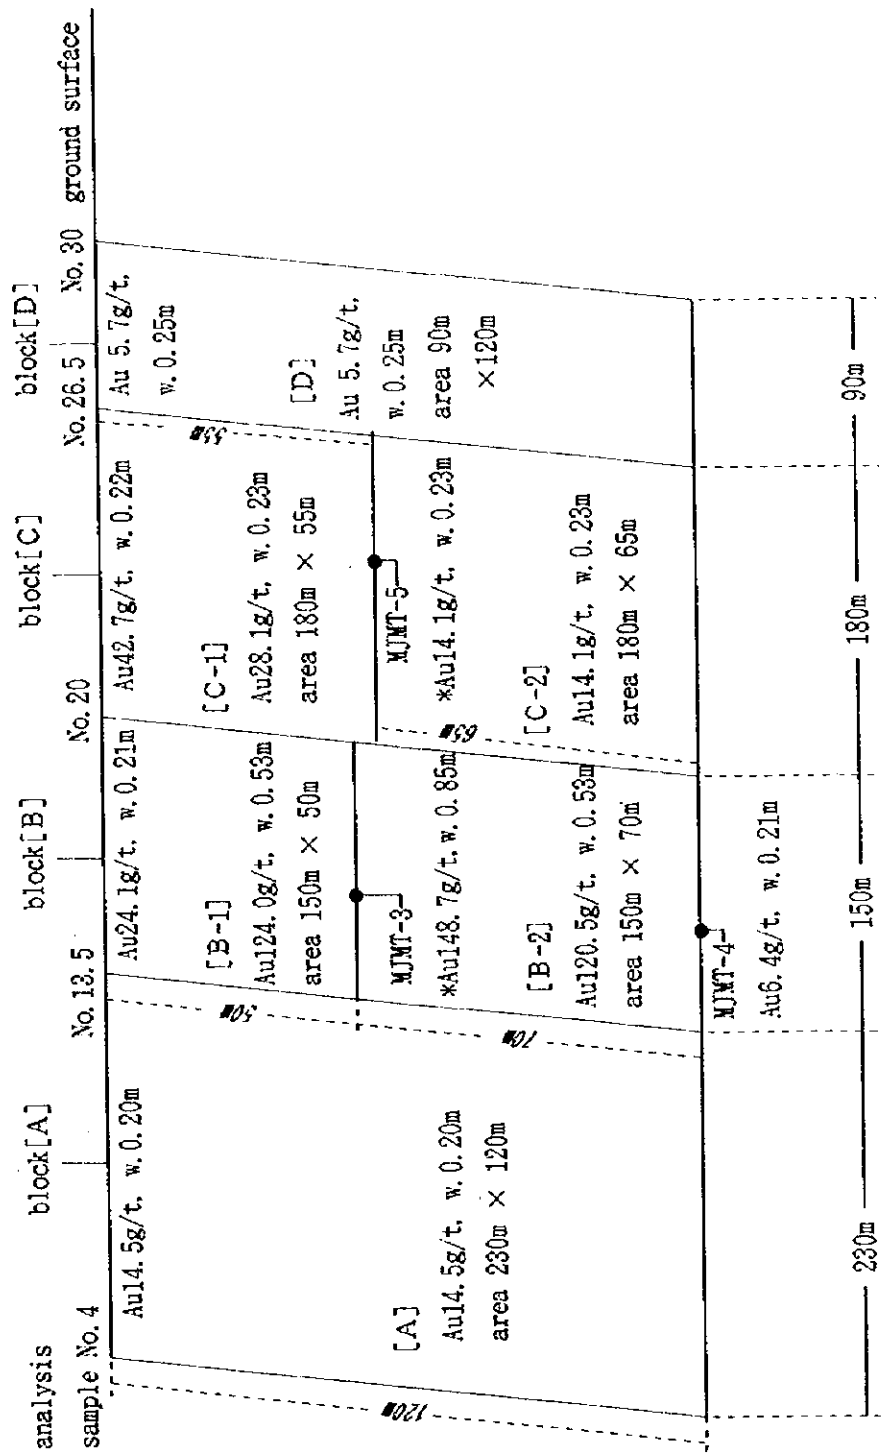 analysis
sample No. 4
block[A]
No. 13.5
block[B]
No. 20
block[C]
No. 26.5
block[D]
No. 30
ground surface
Au14.5g/t, w.0.20m
Au24.1g/t, w.0.21m
Au42.7g/t, w.0.22m
Au 5.7g/t,
w.0.25m
120m
[A]
Au14.5g/t, w.0.20m
area 230m × 120m
50m
[B-1]
Au124.0g/t, w.0.53m
area 150m × 50m
MJMT-3
*Au148.7g/t,w.0.85m
70m
[B-2]
Au120.5g/t, w.0.53m
area 150m × 70m
MJMT-4
Au6.4g/t, w.0.21m
55m
[C-1]
Au28.1g/t, w.0.23m
area 180m × 55m
MJMT-5
*Au14.1g/t, w.0.23m
65m
[C-2]
Au14.1g/t, w.0.23m
area 180m × 65m
[D]
Au 5.7g/t,
w.0.25m
area 90m
×120m
230m
150m
180m
90m